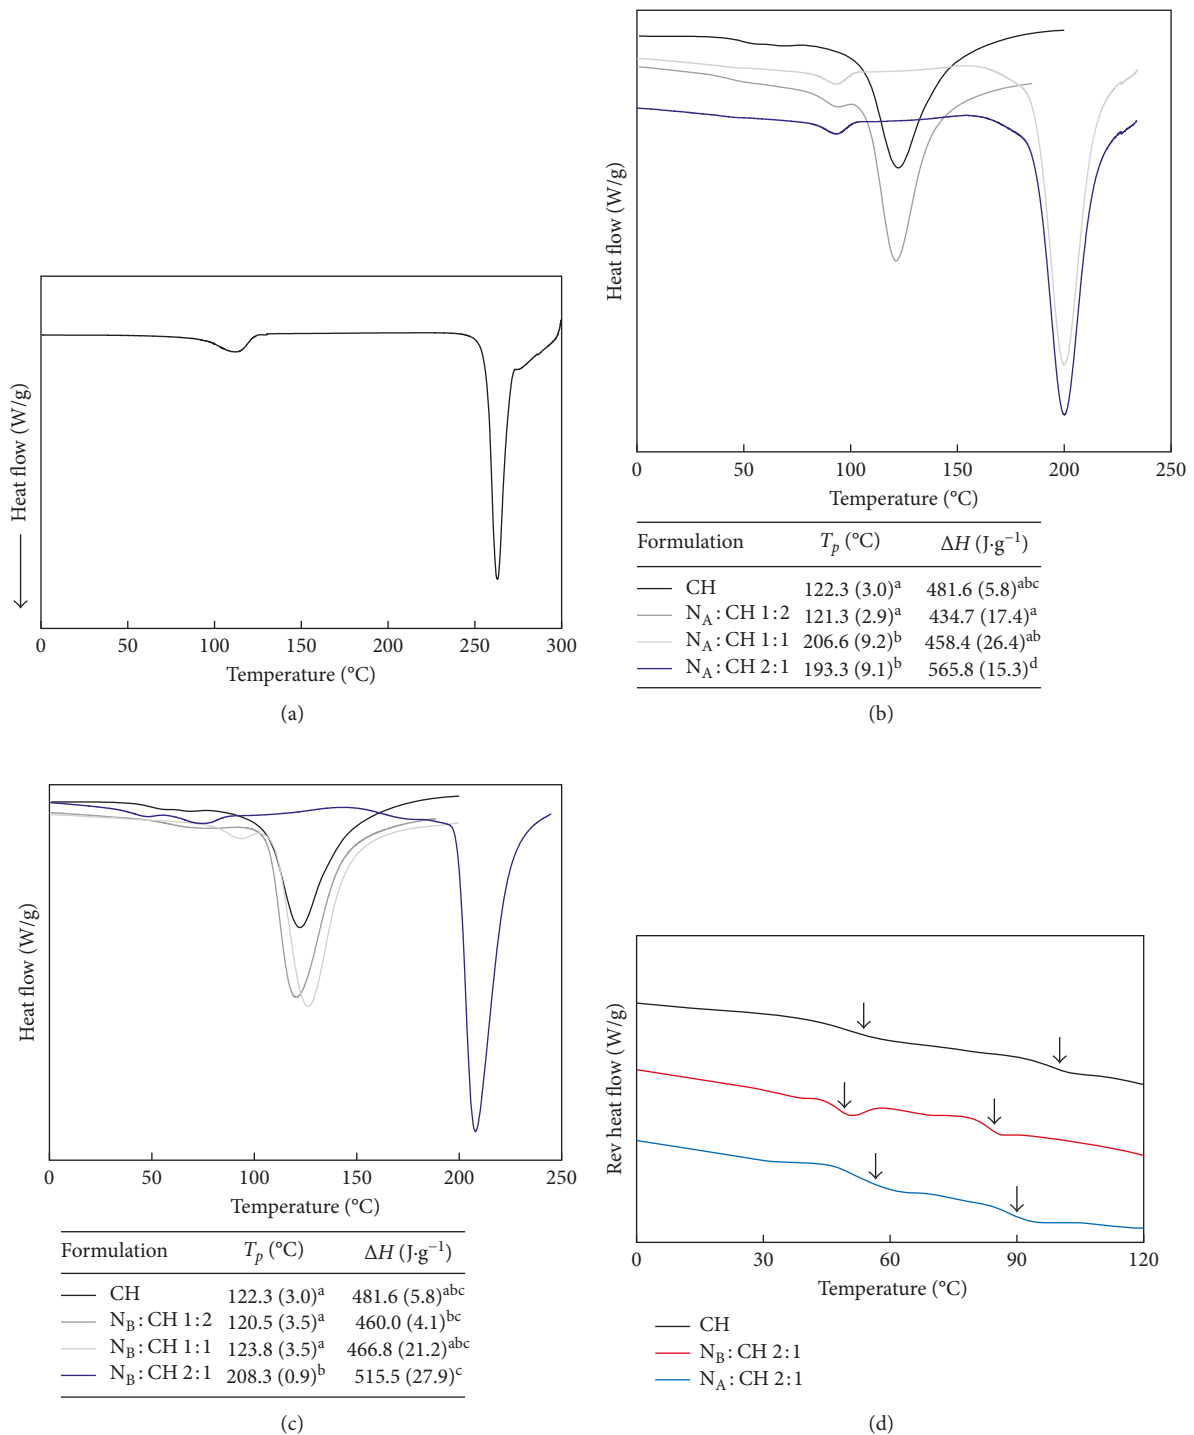 Heat flow (W/g)
0 50 100 150 200 250 300
Temperature (°C)
(a)
Heat flow (W/g)
0 50 100 150 200 250
Temperature (°C)
Formulation T_p (°C) ΔH (J·g⁻¹)
CH 122.3 (3.0)ᵃ 481.6 (5.8)ᵃᵇᶜ
N_A : CH 1 : 2 121.3 (2.9)ᵃ 434.7 (17.4)ᵃ
N_A : CH 1 : 1 206.6 (9.2)ᵇ 458.4 (26.4)ᵃᵇ
N_A : CH 2 : 1 193.3 (9.1)ᵇ 565.8 (15.3)ᵈ
(b)
Heat flow (W/g)
0 50 100 150 200 250
Temperature (°C)
Formulation T_p (°C) ΔH (J·g⁻¹)
CH 122.3 (3.0)ᵃ 481.6 (5.8)ᵃᵇᶜ
N_B : CH 1 : 2 120.5 (3.5)ᵃ 460.0 (4.1)ᵇᶜ
N_B : CH 1 : 1 123.8 (3.5)ᵃ 466.8 (21.2)ᵃᵇᶜ
N_B : CH 2 : 1 208.3 (0.9)ᵇ 515.5 (27.9)ᶜ
(c)
Rev heat flow (W/g)
0 30 60 90 120
Temperature (°C)
CH
N_B : CH 2 : 1
N_A : CH 2 : 1
(d)